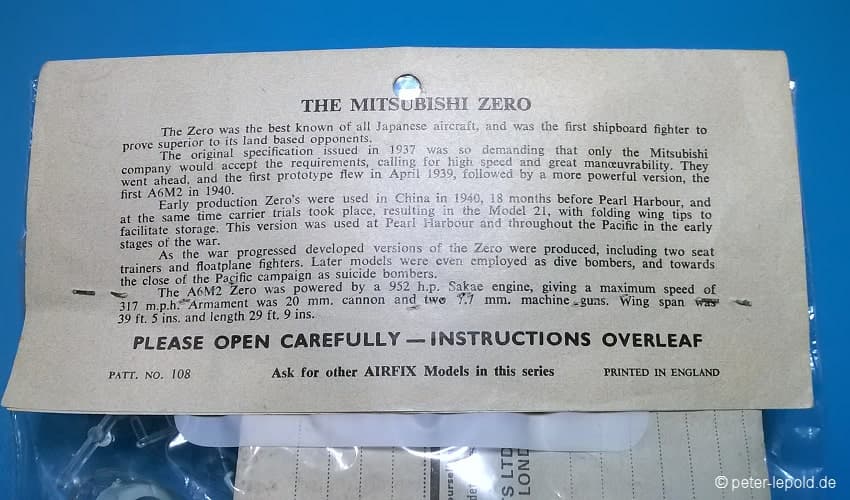 THE MITSUBISHI ZERO
The Zero was the best known of all Japanese aircraft, and was the first shipboard fighter to
prove superior to its land based opponents.
The original specification issued in 1937 was so demanding that only the Mitsubishi
company would accept the requirements, calling for high speed and great manœuvrability. They
went ahead, and the first prototype flew in April 1939, followed by a more powerful version, the
first A6M2 in 1940.
Early production Zero's were used in China in 1940, 18 months before Pearl Harbour, and
at the same time carrier trials took place, resulting in the Model 21, with folding wing tips to
facilitate storage. This version was used at Pearl Harbour and throughout the Pacific in the early
stages of the war.
As the war progressed developed versions of the Zero were produced, including two seat
trainers and floatplane fighters. Later models were even employed as dive bombers, and towards
the close of the Pacific campaign as suicide bombers.
The A6M2 Zero was powered by a 952 h.p. Sakae engine, giving a maximum speed of
317 m.p.h. Armament was 20 mm. cannon and two 7.7 mm. machine guns. Wing span was
39 ft. 5 ins. and length 29 ft. 9 ins.
PLEASE OPEN CAREFULLY — INSTRUCTIONS OVERLEAF
PATT. NO. 108 Ask for other AIRFIX Models in this series PRINTED IN ENGLAND
S LTD
LOND
© peter-lepold.de